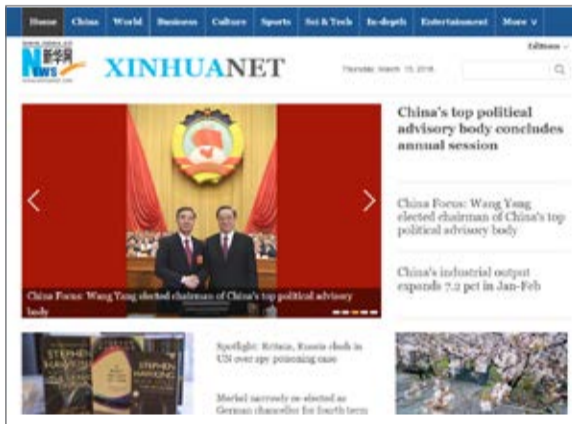 Home China World Business Culture Sports Sci & Tech In-depth Entertainment More
Editions
新华网
NEWS
XINHUANET
Thursday, March 15, 2018
China's top political
advisory body concludes
annual session
China Focus: Wang Yang
elected chairman of China's top
political advisory body
China's industrial output
expands 7.2 pct in Jan-Feb
China Focus: Wang Yang elected chairman of China's top political advisory
body
STEPHEN
HAWKING
STEPHEN
HAWKING
Spotlight: Britain, Russia clash in
UN over spy poisoning case
Merkel narrowly re-elected as
German chancellor for fourth term